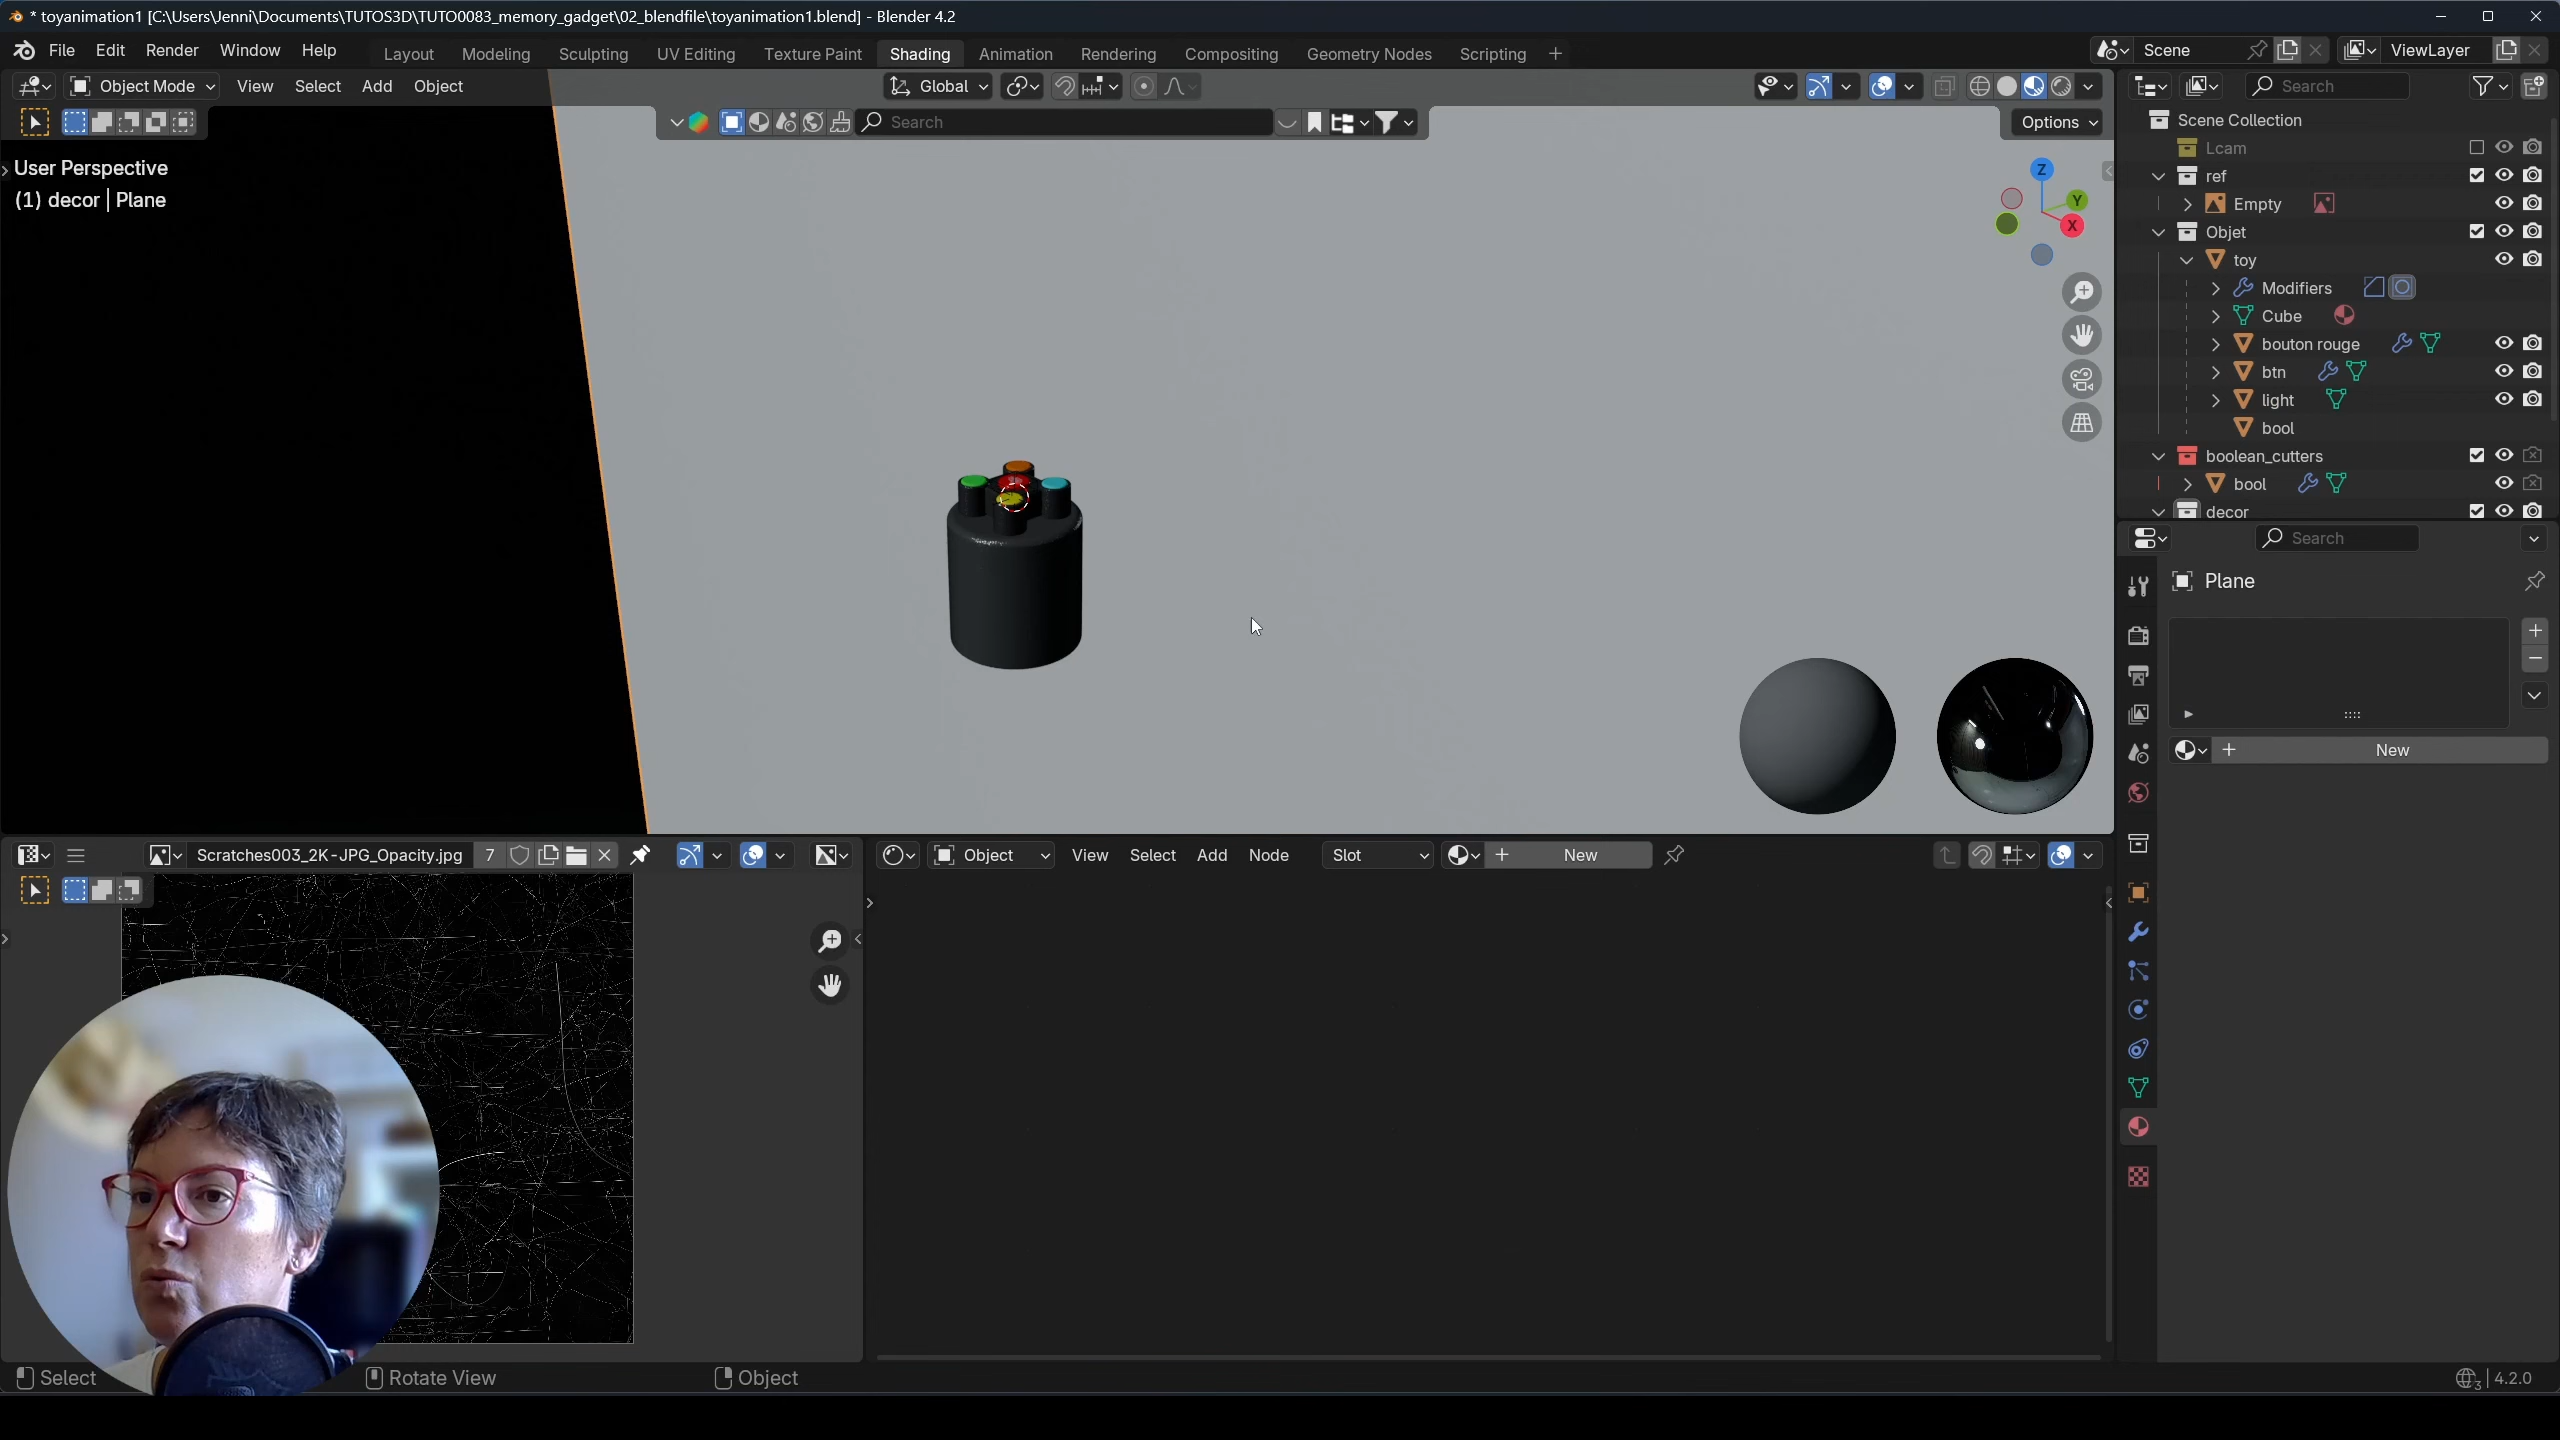 * toyanimation1 [C:\Users\Jenni\Documents\TUTOS3D\TUTO0083_memory_gadget\02_blendfile\toyanimation1.blend] - Blender 4.2
File Edit Render Window Help Layout Modeling Sculpting UV Editing Texture Paint Shading Animation Rendering Compositing Geometry Nodes Scripting + Scene ViewLayer
Object Mode View Select Add Object Global Search
Search Options
Scene Collection
Lcam
User Perspective
(1) decor | Plane
ref
Empty
Objet
toy
Modifiers
Cube
bouton rouge
btn
light
bool
boolean_cutters
bool
decor
Z
Y
X
Search
Plane
New
Scratches003_2K-JPG_Opacity.jpg 7
Object View Select Add Node Slot New
Select Rotate View Object
3 4.2.0